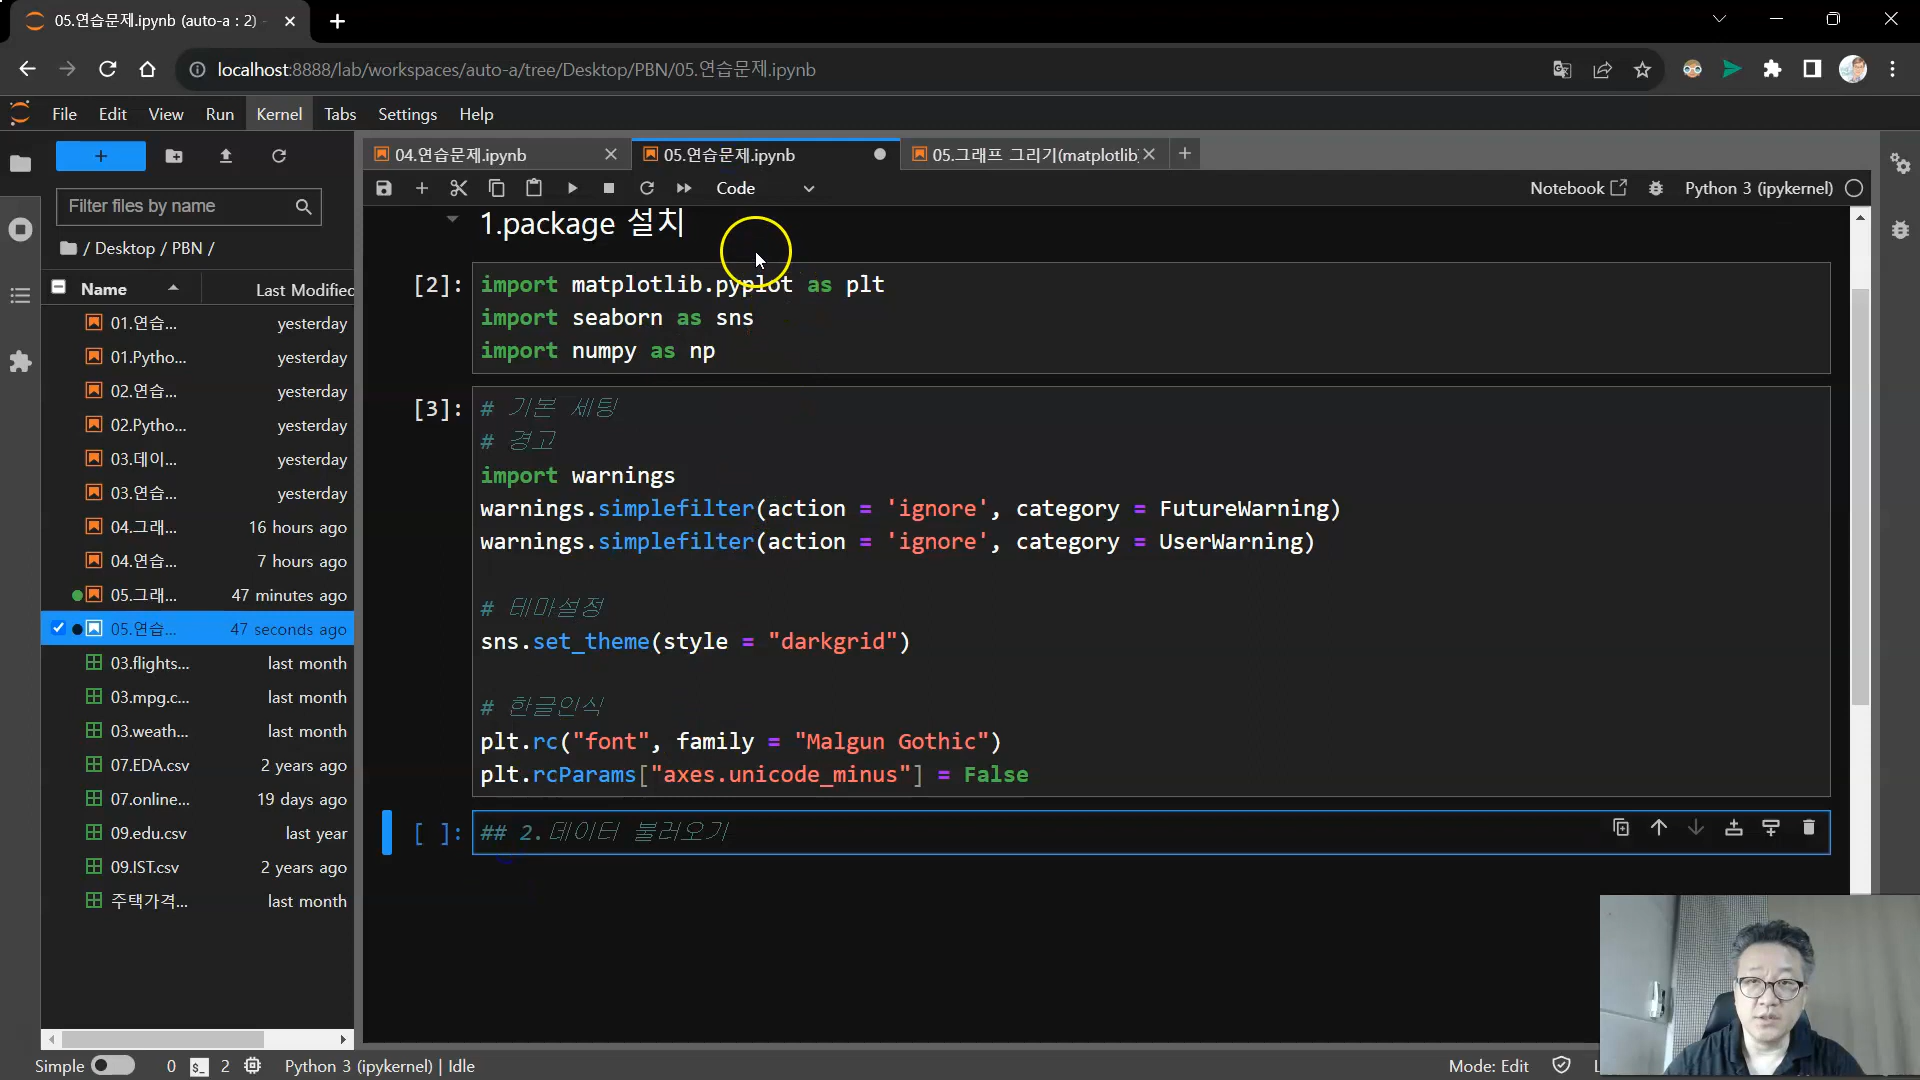 05.연습문제.ipynb (auto-a : 2)
localhost:8888/lab/workspaces/auto-a/tree/Desktop/PBN/05.연습문제.ipynb
File Edit View Run Kernel Tabs Settings Help
04.연습문제.ipynb
05.연습문제.ipynb
05.그래프 그리기(matplotlib
Code
Notebook
Python 3 (ipykernel)
Filter files by name
/ Desktop / PBN /
Name Last Modified
01.연습... yesterday
01.Pytho... yesterday
02.연습... yesterday
02.Pytho... yesterday
03.데이... yesterday
03.연습... yesterday
04.그래... 16 hours ago
04.연습... 7 hours ago
05.그래... 47 minutes ago
05.연습... 47 seconds ago
03.flights... last month
03.mpg.c... last month
03.weath... last month
07.EDA.csv 2 years ago
07.online... 19 days ago
09.edu.csv last year
09.IST.csv 2 years ago
주택가격... last month
1.package 설치
[2]: import matplotlib.pyplot as plt
import seaborn as sns
import numpy as np
[3]: # 기본 세팅
# 경고
import warnings
warnings.simplefilter(action = 'ignore', category = FutureWarning)
warnings.simplefilter(action = 'ignore', category = UserWarning)
# 테마설정
sns.set_theme(style = "darkgrid")
# 한글인식
plt.rc("font", family = "Malgun Gothic")
plt.rcParams["axes.unicode_minus"] = False
[ ]: ## 2.데이터 불러오기
Simple 0 $_ 2 Python 3 (ipykernel) | Idle
Mode: Edit